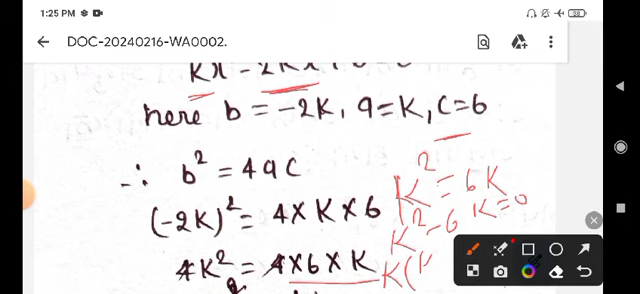 1:25 PM
38
DOC-20240216-WA0002.
here b = -2K, a = K, C = 6
∴ b² = 4ac
(-2K)² = 4 × K × 6
4K² = 4 × 6 × K
K² = 6K
K² - 6K = 0
K(K